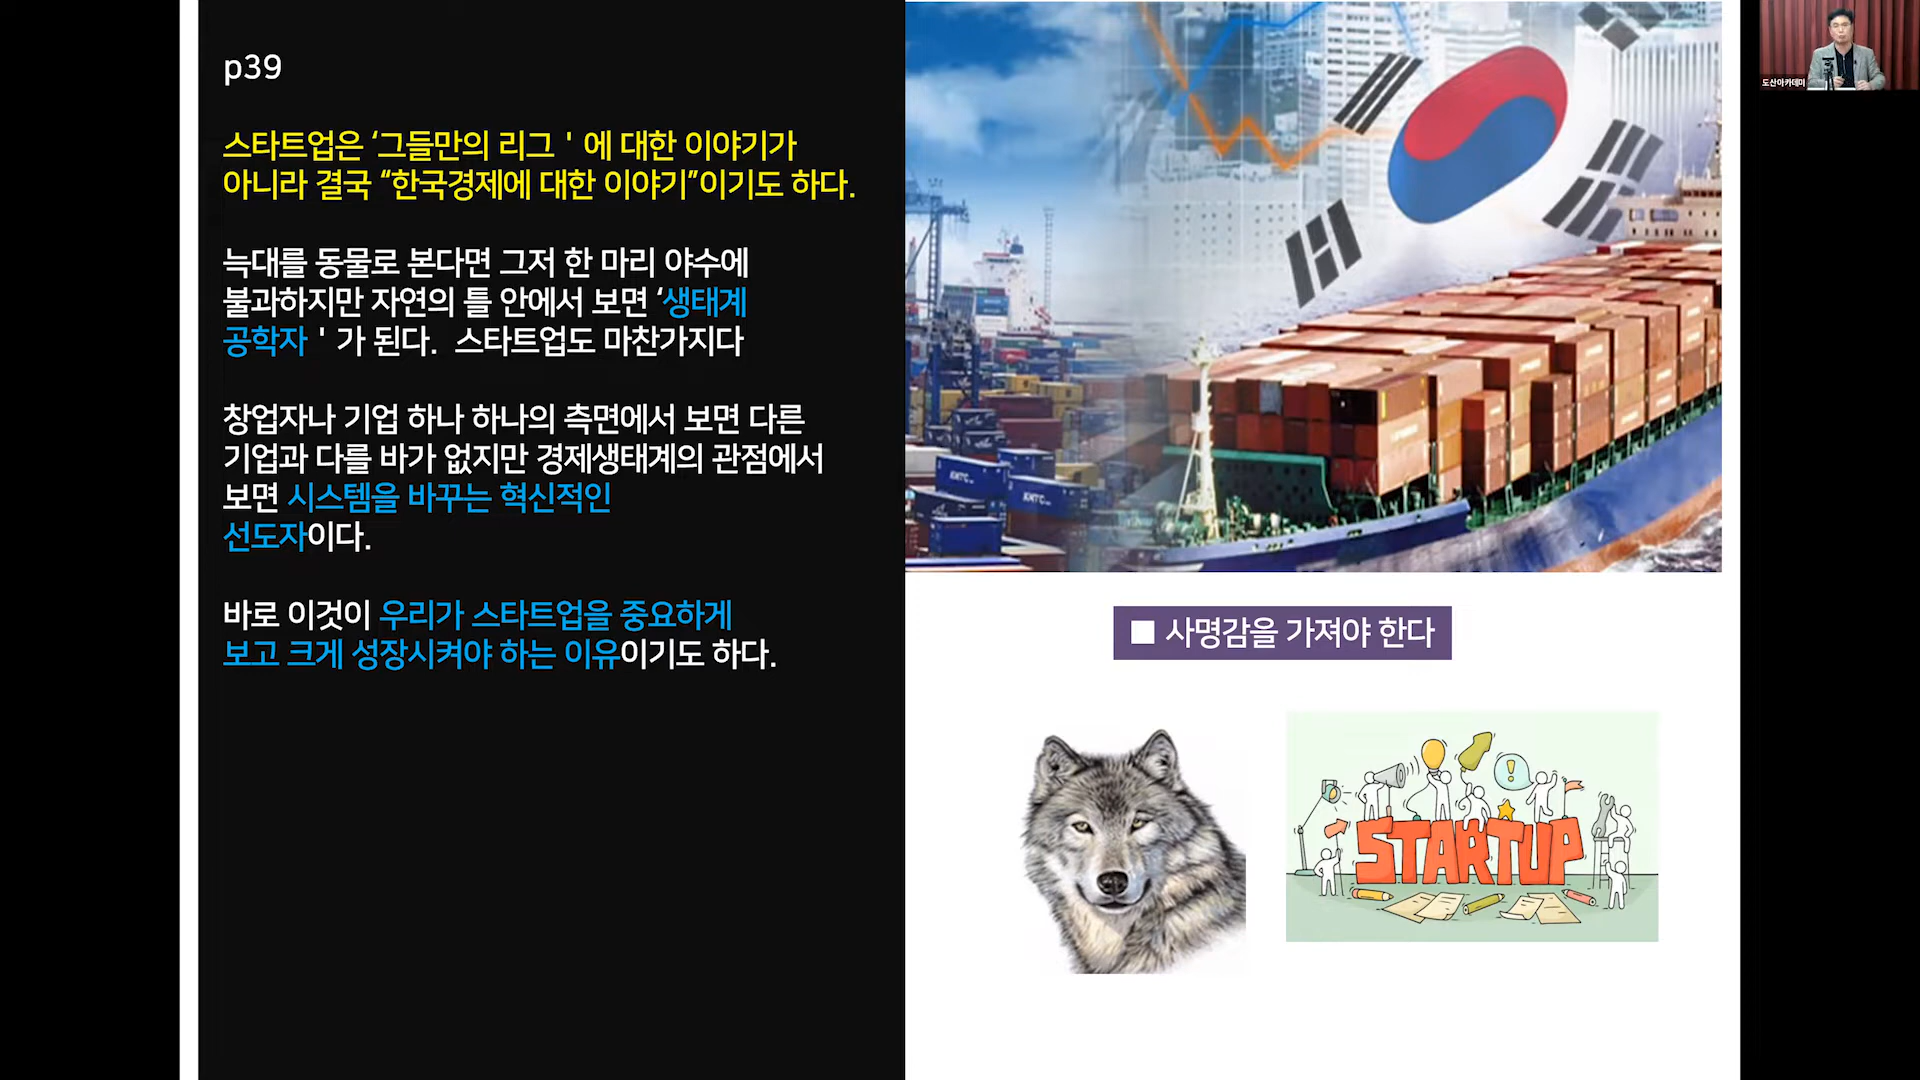 p39
스타트업은 ‘그들만의 리그 ' 에 대한 이야기가
아니라 결국 “한국경제에 대한 이야기”이기도 하다.
늑대를 동물로 본다면 그저 한 마리 야수에
불과하지만 자연의 틀 안에서 보면 ‘생태계
공학자 ' 가 된다. 스타트업도 마찬가지다
창업자나 기업 하나 하나의 측면에서 보면 다른
기업과 다를 바가 없지만 경제생태계의 관점에서
보면 시스템을 바꾸는 혁신적인
선도자이다.
바로 이것이 우리가 스타트업을 중요하게
보고 크게 성장시켜야 하는 이유이기도 하다.
KMTC
KMTC
■ 사명감을 가져야 한다
STARTUP
도산아카데미